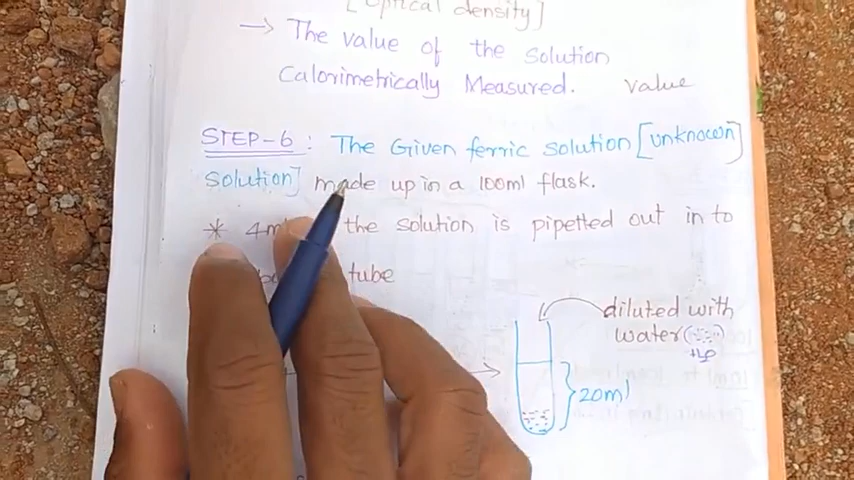 [Optical density]
→ The value of the solution
Calorimetrically Measured. value
STEP-6 : The Given ferric solution [unknown
solution] made up in a 100ml flask.
* 4ml the solution is pipetted out in to
tube
diluted with
water
20ml